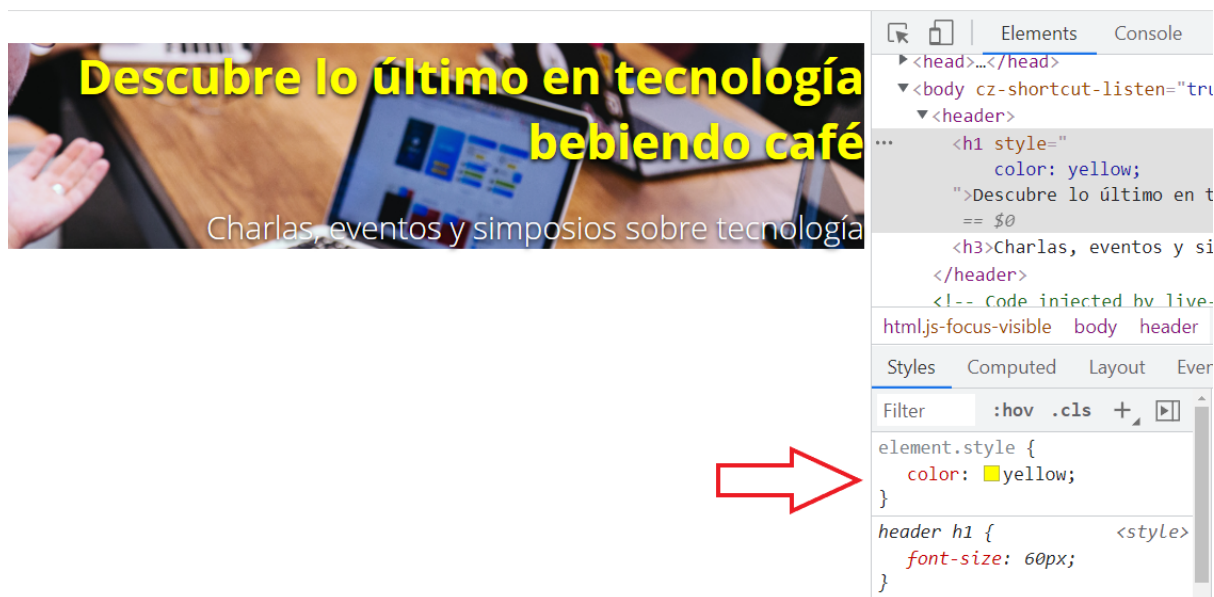 Descubre lo último en tecnología
bebiendo café
Charlas, eventos y simposios sobre tecnología
Elements Console
<head>…</head>
<body cz-shortcut-listen="tru
<header>
<h1 style="
color: yellow;
">Descubre lo último en t
== $0
<h3>Charlas, eventos y si
</header>
<!-- Code injected by live-
html.js-focus-visible body header
Styles Computed Layout Ever
Filter :hov .cls +
element.style {
color: yellow;
}
header h1 { <style>
font-size: 60px;
}